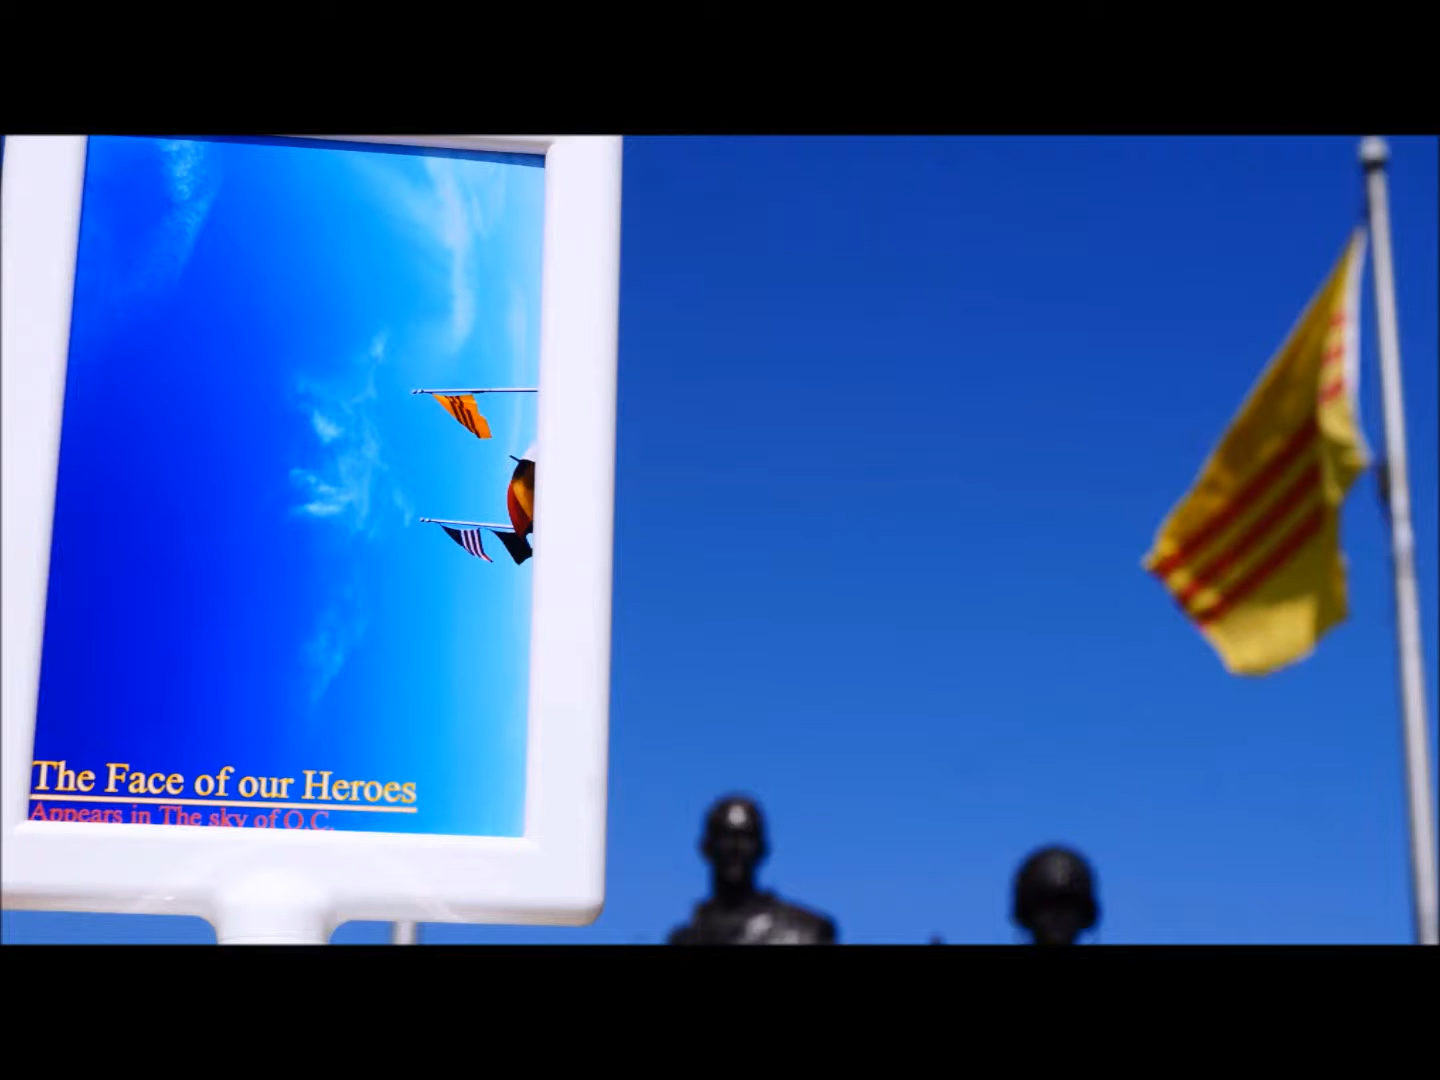 The Face of our Heroes
Appears in The sky of O.C.